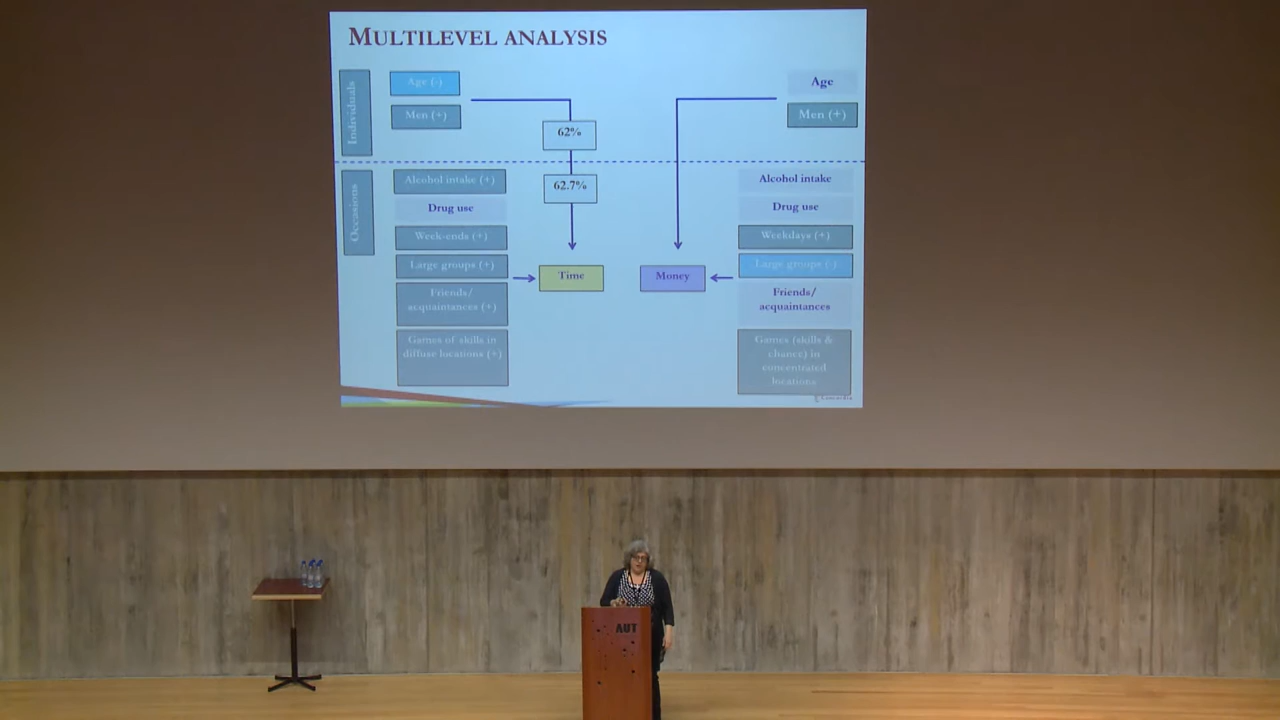 MULTILEVEL ANALYSIS
Individuals
Age (-)
Men (+)
62%
Age
Men (+)
Occasions
Alcohol intake (+)
Drug use
Week-ends (+)
Large groups (+)
Friends/
acquaintances (+)
Games of skills in
diffuse locations (+)
62.7%
Time
Money
Alcohol intake
Drug use
Weekdays (+)
Large groups (-)
Friends/
acquaintances
Games (skills &
chance) in
concentrated
locations
Concordia
AUT